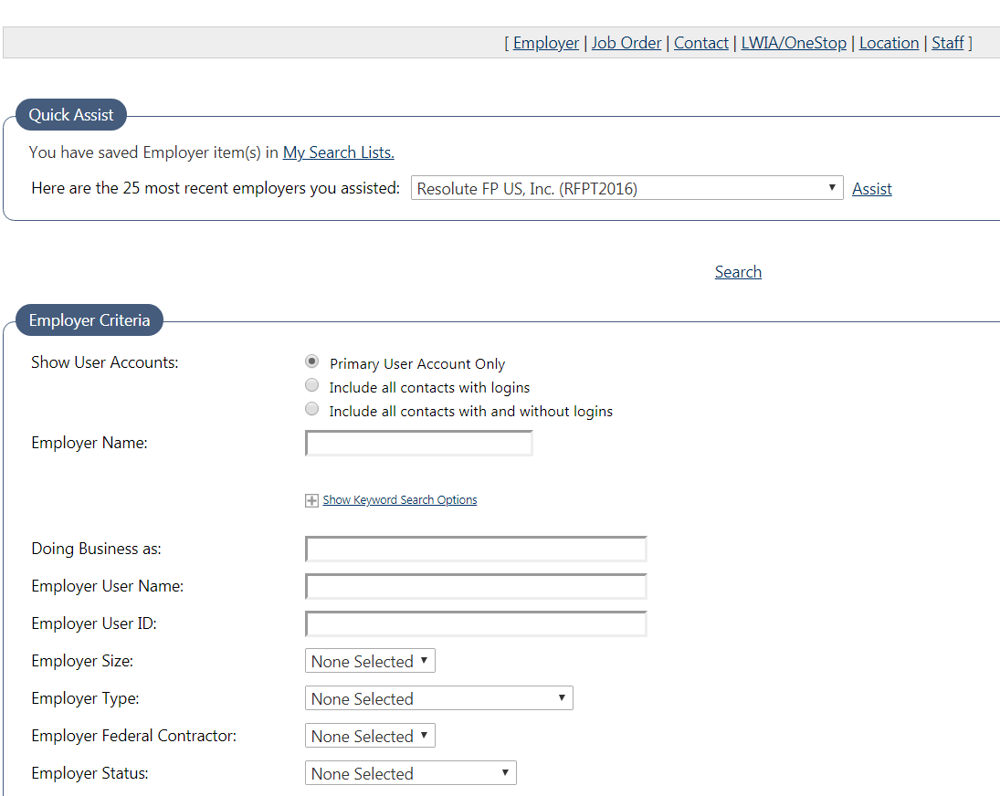 [ Employer | Job Order | Contact | LWIA/OneStop | Location | Staff ]
Quick Assist
You have saved Employer item(s) in My Search Lists.
Here are the 25 most recent employers you assisted: Resolute FP US, Inc. (RFPT2016) Assist
Search
Employer Criteria
Show User Accounts: Primary User Account Only
Include all contacts with logins
Include all contacts with and without logins
Employer Name:
Show Keyword Search Options
Doing Business as:
Employer User Name:
Employer User ID:
Employer Size: None Selected
Employer Type: None Selected
Employer Federal Contractor: None Selected
Employer Status: None Selected